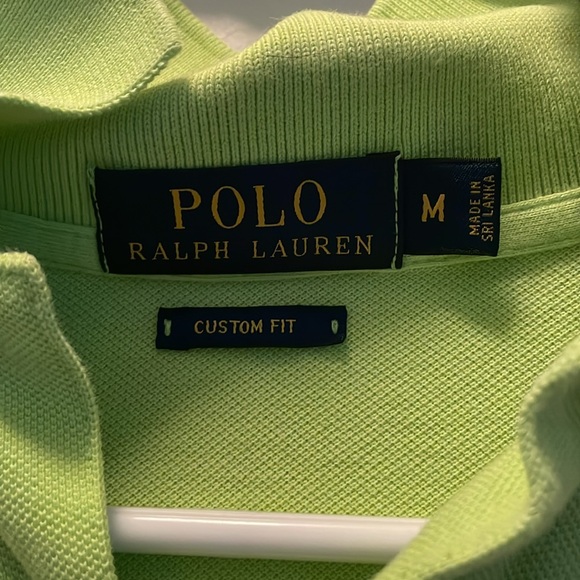 POLO
RALPH LAUREN
M
MADE IN
SRI LANKA
CUSTOM FIT